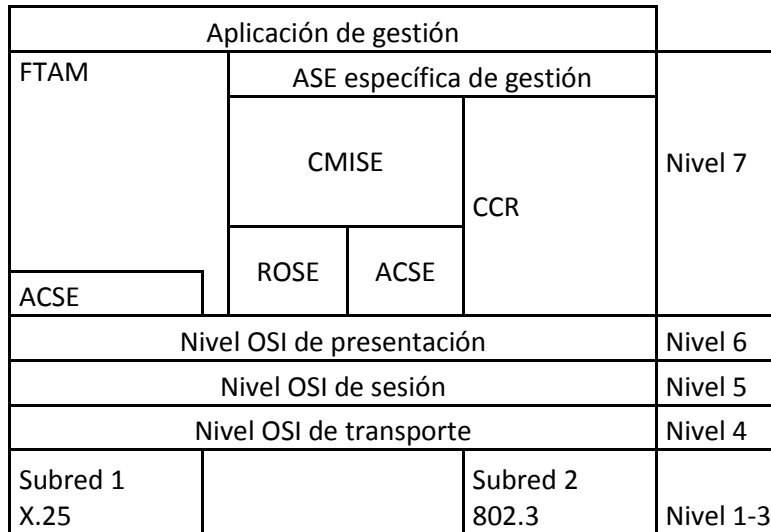 Aplicación de gestión
FTAM
ASE específica de gestión
CMISE
CCR
Nivel 7
ROSE
ACSE
ACSE
Nivel OSI de presentación
Nivel 6
Nivel OSI de sesión
Nivel 5
Nivel OSI de transporte
Nivel 4
Subred 1
X.25
Subred 2
802.3
Nivel 1-3